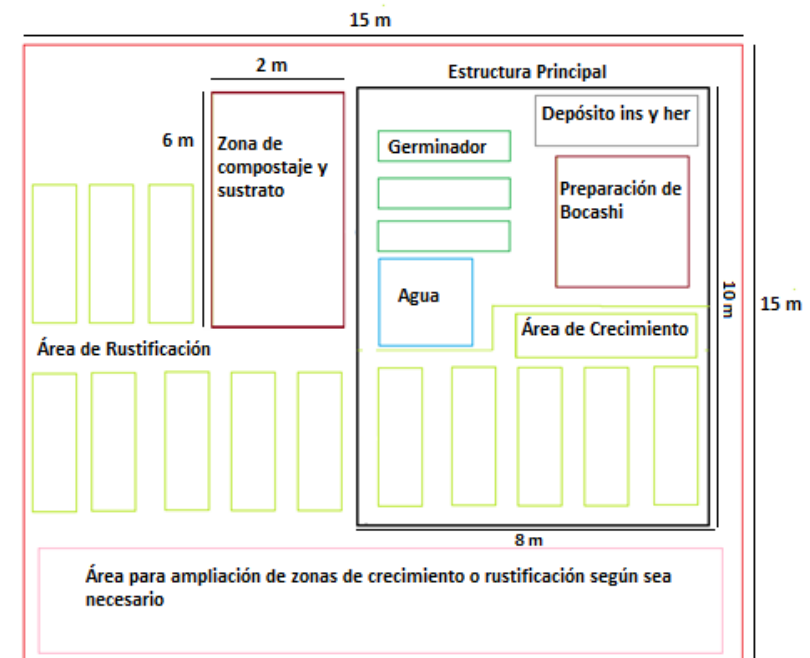 15 m
2 m
Estructura Principal
6 m
Zona de
compostaje y
sustrato
Germinador
Depósito ins y her
Preparación de
Bocashi
Agua
10 m
15 m
Área de Crecimiento
Área de Rustificación
8 m
Área para ampliación de zonas de crecimiento o rustificación según sea
necesario